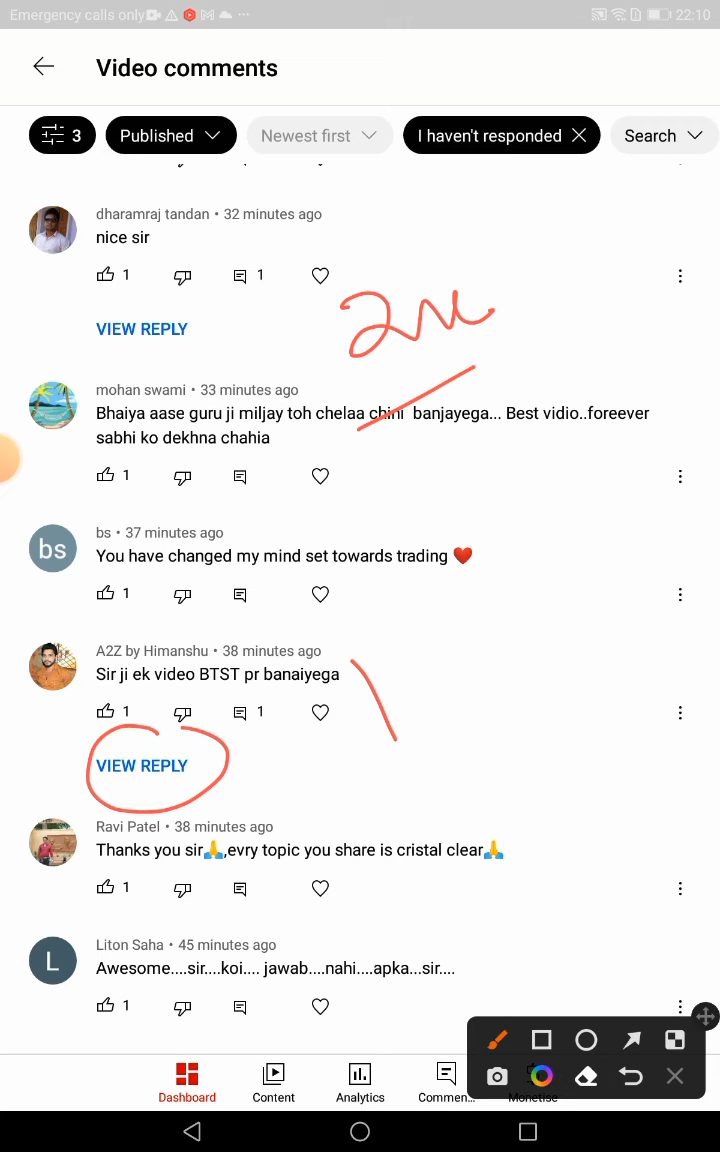 Emergency calls only
22:10
Video comments
3
Published
Newest first
I haven't responded
Search
dharamraj tandan • 32 minutes ago
nice sir
1
1
VIEW REPLY
mohan swami • 33 minutes ago
Bhaiya aase guru ji miljay toh chelaa chini banjayega... Best vidio..foreever
sabhi ko dekhna chahia
1
bs
bs • 37 minutes ago
You have changed my mind set towards trading ❤️
1
A2Z by Himanshu • 38 minutes ago
Sir ji ek video BTST pr banaiyega
1
1
VIEW REPLY
Ravi Patel • 38 minutes ago
Thanks you sir🙏,evry topic you share is cristal clear🙏
1
L
Liton Saha • 45 minutes ago
Awesome....sir....koi.... jawab....nahi....apka...sir....
1
Dashboard
Content
Analytics
Commen...
Monetise